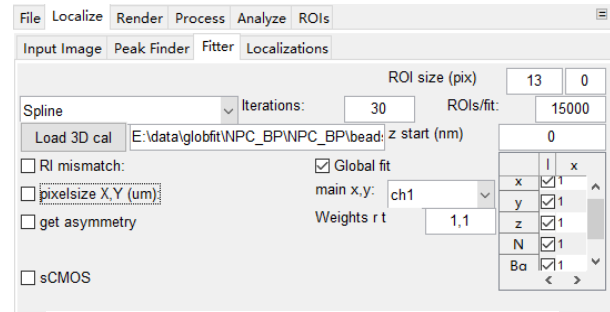 File Localize Render Process Analyze ROIs
Input Image Peak Finder Fitter Localizations
ROI size (pix) 13 0
Spline Iterations: 30 ROIs/fit: 15000
Load 3D cal E:\data\globfit\NPC_BP\NPC_BP\bead: z start (nm) 0
RI mismatch: Global fit l x
pixelsize X,Y (um): main x,y: ch1 x 1
y 1
get asymmetry Weights r t 1,1 z 1
N 1
sCMOS Bg 1